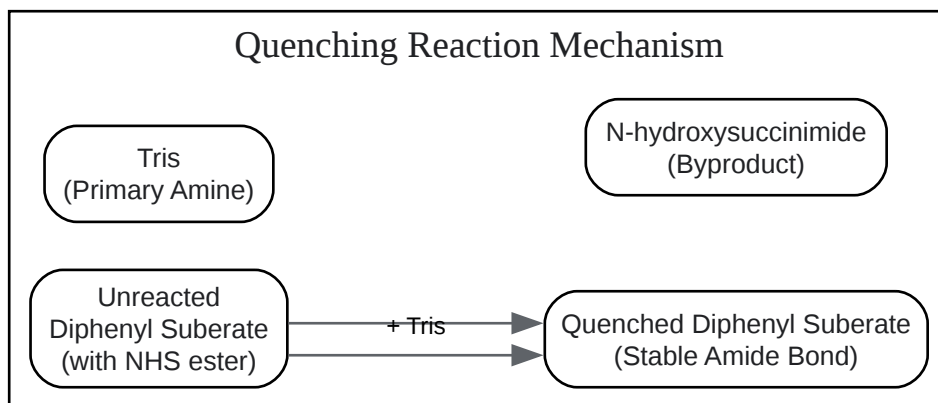 Quenching Reaction Mechanism
Tris
(Primary Amine)
N-hydroxysuccinimide
(Byproduct)
Unreacted
Diphenyl Suberate
(with NHS ester)
+ Tris
Quenched Diphenyl Suberate
(Stable Amide Bond)